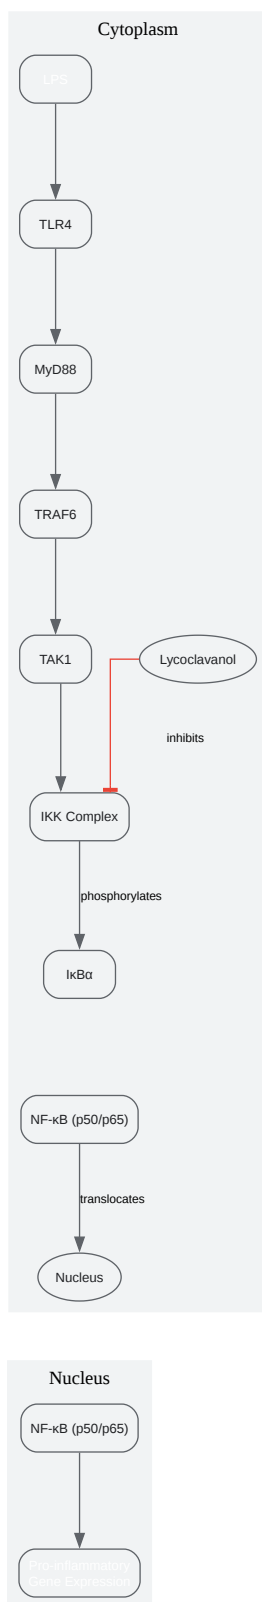 Cytoplasm
LPS
TLR4
MyD88
TRAF6
TAK1
Lycoclavanol
inhibits
IKK Complex
phosphorylates
IκBα
NF-κB (p50/p65)
translocates
Nucleus
Nucleus
NF-κB (p50/p65)
Pro-inflammatory
Gene Expression